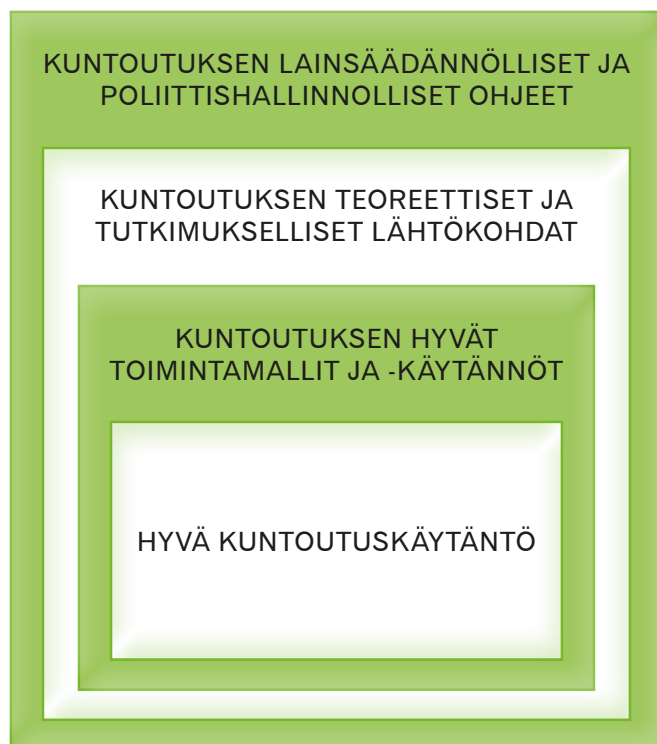 KUNTOUTUKSEN LAINSÄÄDÄNNÖLLISET JA
POLIITTISHALLINNOLLISET OHJEET
KUNTOUTUKSEN TEOREETTISET JA
TUTKIMUKSELLISET LÄHTÖKOHDAT
KUNTOUTUKSEN HYVÄT
TOIMINTAMALLIT JA -KÄYTÄNNÖT
HYVÄ KUNTOUTUSKÄYTÄNTÖ